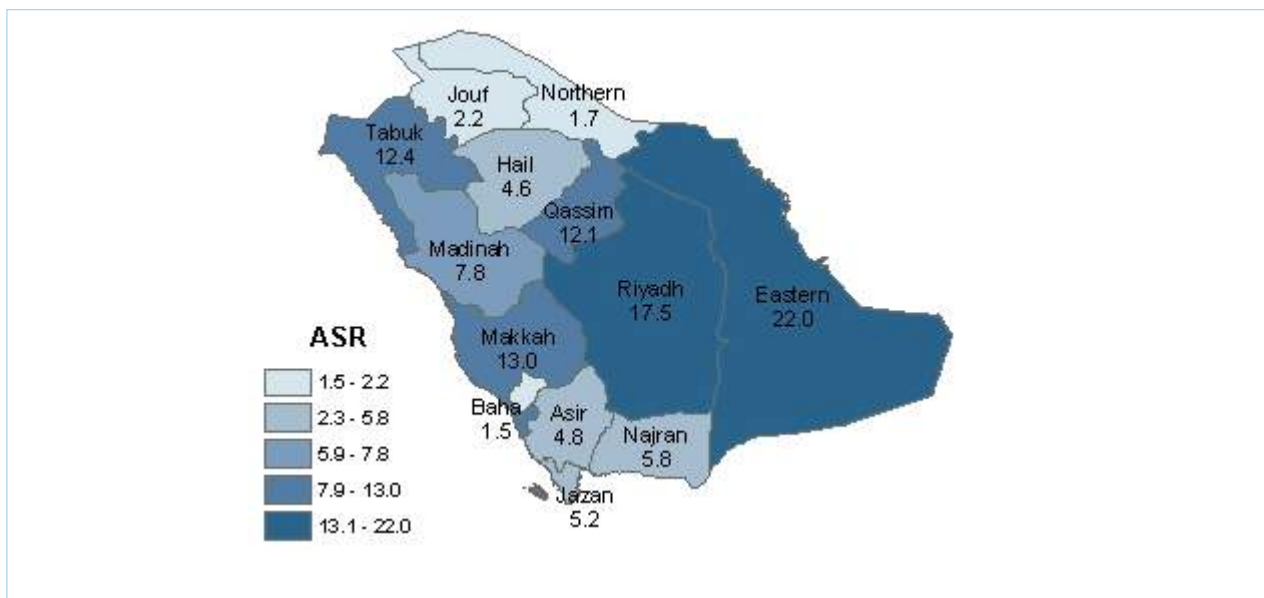 Jouf
2.2
Northern
1.7
Tabuk
12.4
Hail
4.6
Qassim
12.1
Madinah
7.8
Riyadh
17.5
Eastern
22.0
Makkah
13.0
Baha
1.5
Asir
4.8
Najran
5.8
Jazan
5.2
ASR
1.5 - 2.2
2.3 - 5.8
5.9 - 7.8
7.9 - 13.0
13.1 - 22.0